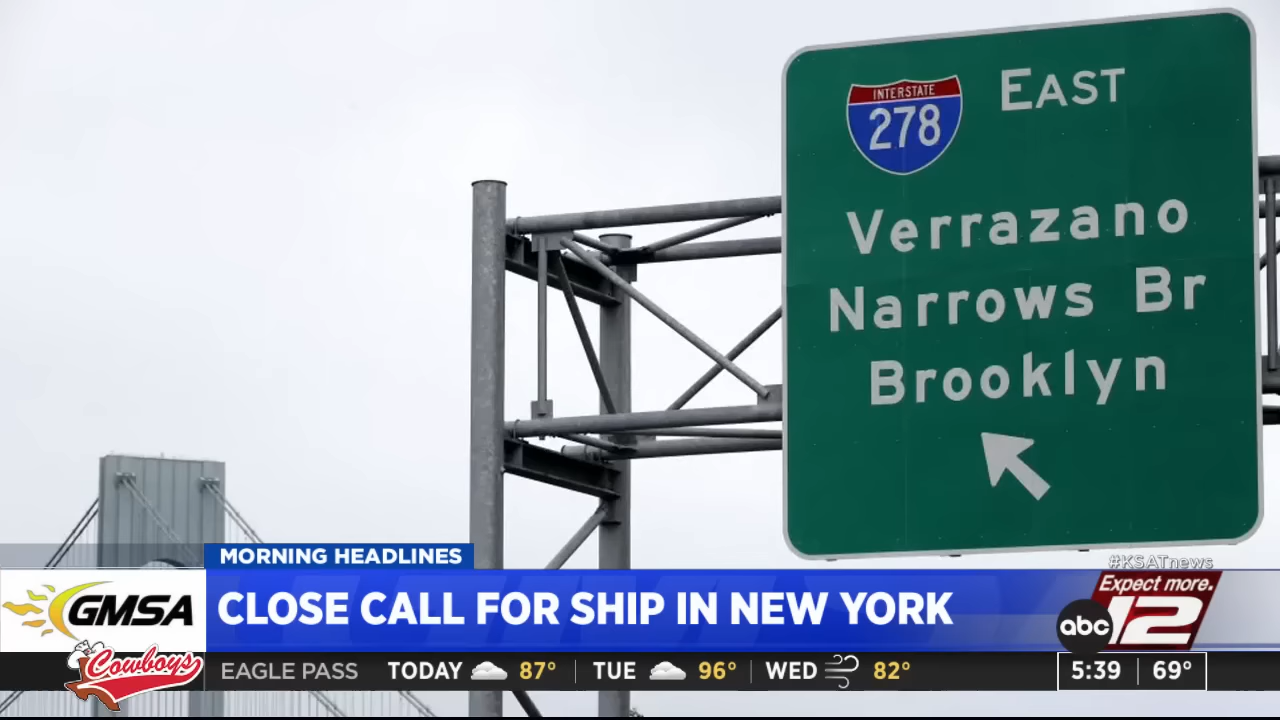 INTERSTATE
278
EAST
Verrazano
Narrows Br
Brooklyn
MORNING HEADLINES
#KSATnews
GMSA
CLOSE CALL FOR SHIP IN NEW YORK
Expect more.
abc 12
Cowboys
EAGLE PASS TODAY 87° TUE 96° WED 82°
5:39 69°